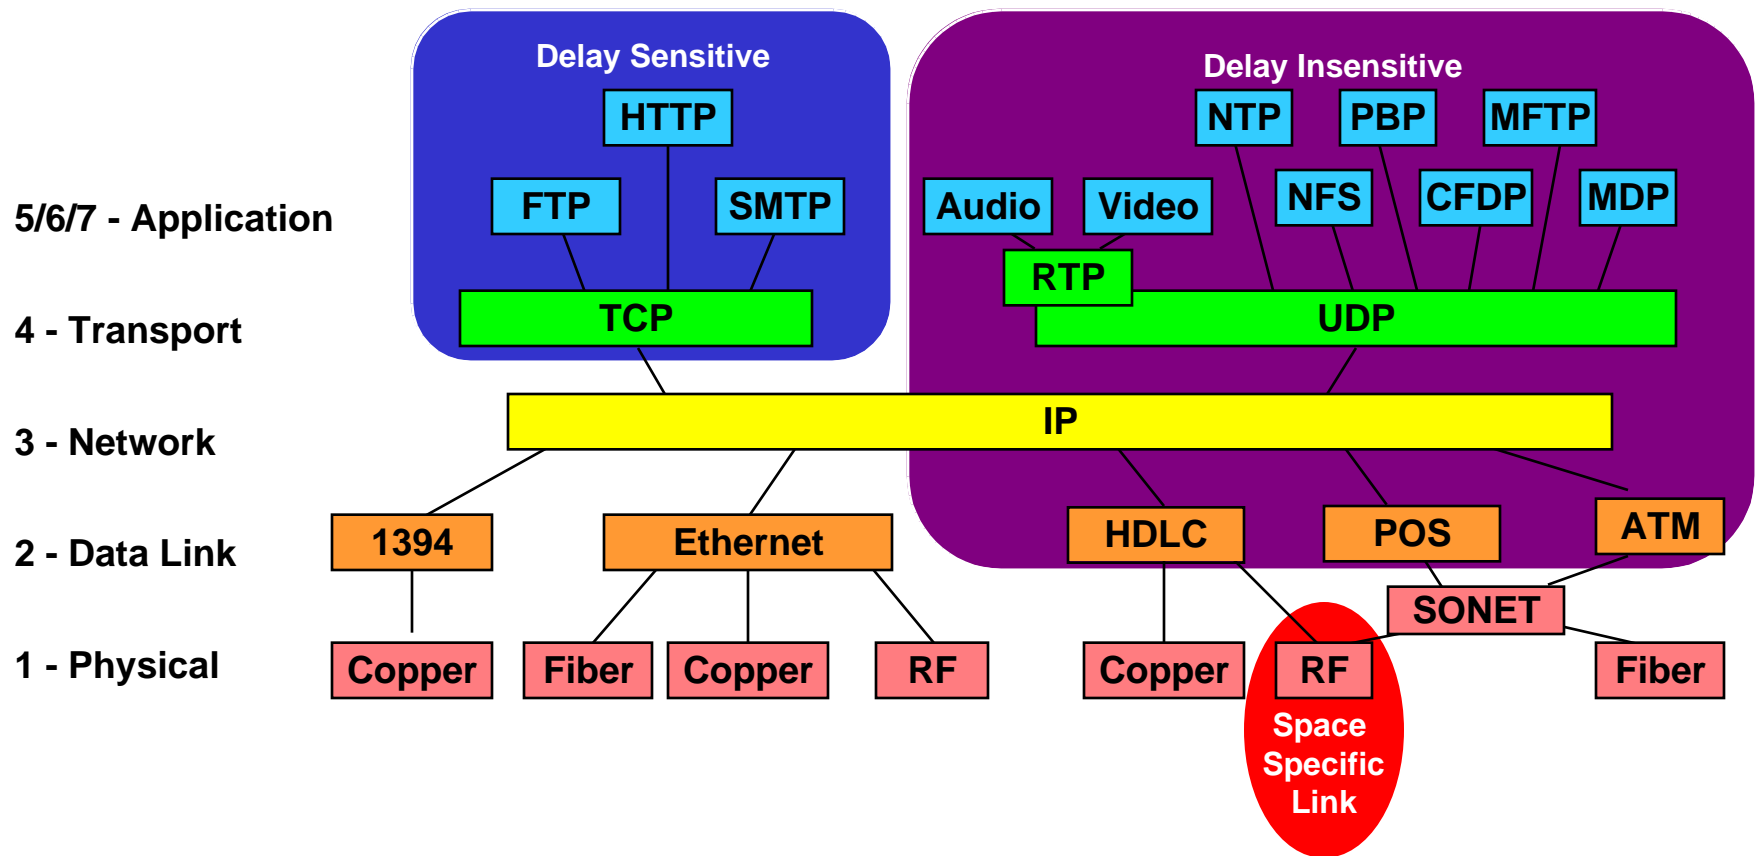 Delay Sensitive
Delay Insensitive
HTTP
NTP
PBP
MFTP
5/6/7 - Application
FTP
SMTP
Audio
Video
NFS
CFDP
MDP
RTP
4 - Transport
TCP
UDP
3 - Network
IP
2 - Data Link
1394
Ethernet
HDLC
POS
ATM
SONET
1 - Physical
Copper
Fiber
Copper
RF
Copper
RF
Fiber
Space
Specific
Link